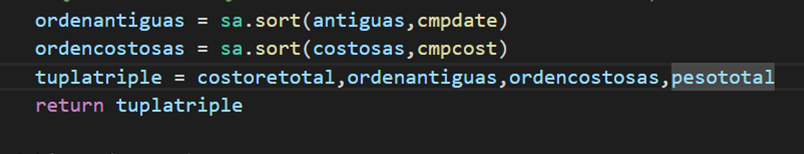 ordenantiguas = sa.sort(antiguas,cmpdate)
ordencostosas = sa.sort(costosas,cmpcost)
tuplatriple = costoretotal,ordenantiguas,ordencostosas,pesototal
return tuplatriple